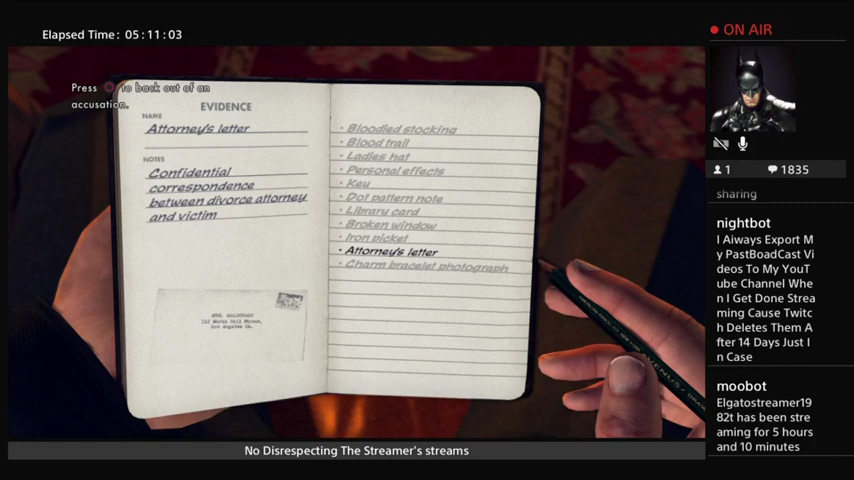 Elapsed Time: 05:11:03
ON AIR
Press to back out of an
accusation.
EVIDENCE
NAME
Attorney's letter
NOTES
Confidential
correspondence
between divorce attorney
and victim
MRS. MALDONADO
Los Angeles CA.
· Bloodied stocking
· Blood trail
· Ladies hat
· Personal effects
· Key
· Dot pattern note
· Library card
· Broken window
· Iron picket
· Attorney's letter
· Charm bracelet photograph
VENUS
1
1835
sharing
nightbot
I Always Export M
y PastBoadCast Vi
deos To My YouT
ube Channel Whe
n I Get Done Strea
ming Cause Twitc
h Deletes Them A
fter 14 Days Just I
n Case
moobot
Elgatostreamer19
82t has been stre
aming for 5 hours
and 10 minutes
No Disrespecting The Streamer's streams